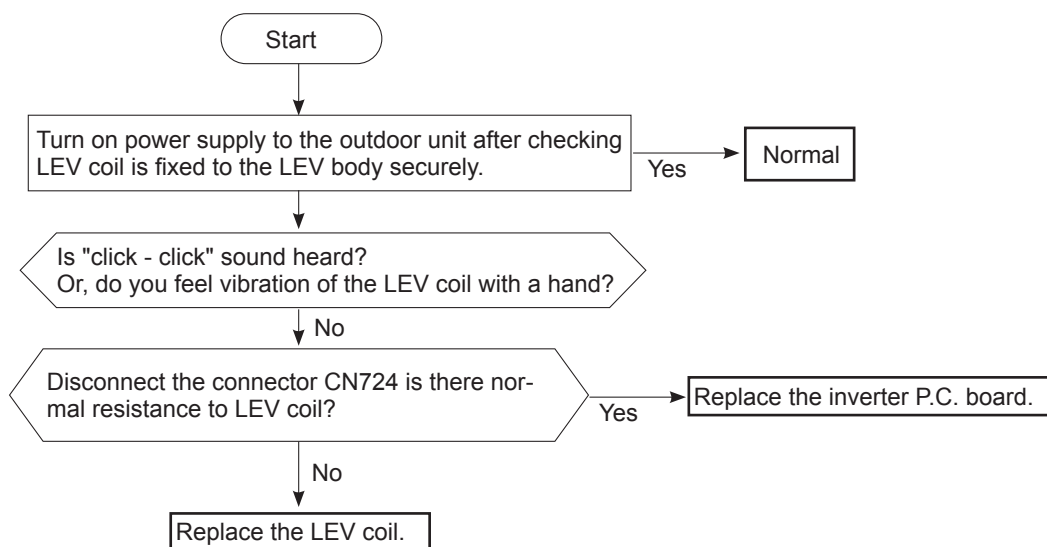 Start
Turn on power supply to the outdoor unit after checking
LEV coil is fixed to the LEV body securely.
Yes
Normal
Is "click - click" sound heard?
Or, do you feel vibration of the LEV coil with a hand?
No
Disconnect the connector CN724 is there nor-
mal resistance to LEV coil?
Yes
Replace the inverter P.C. board.
No
Replace the LEV coil.